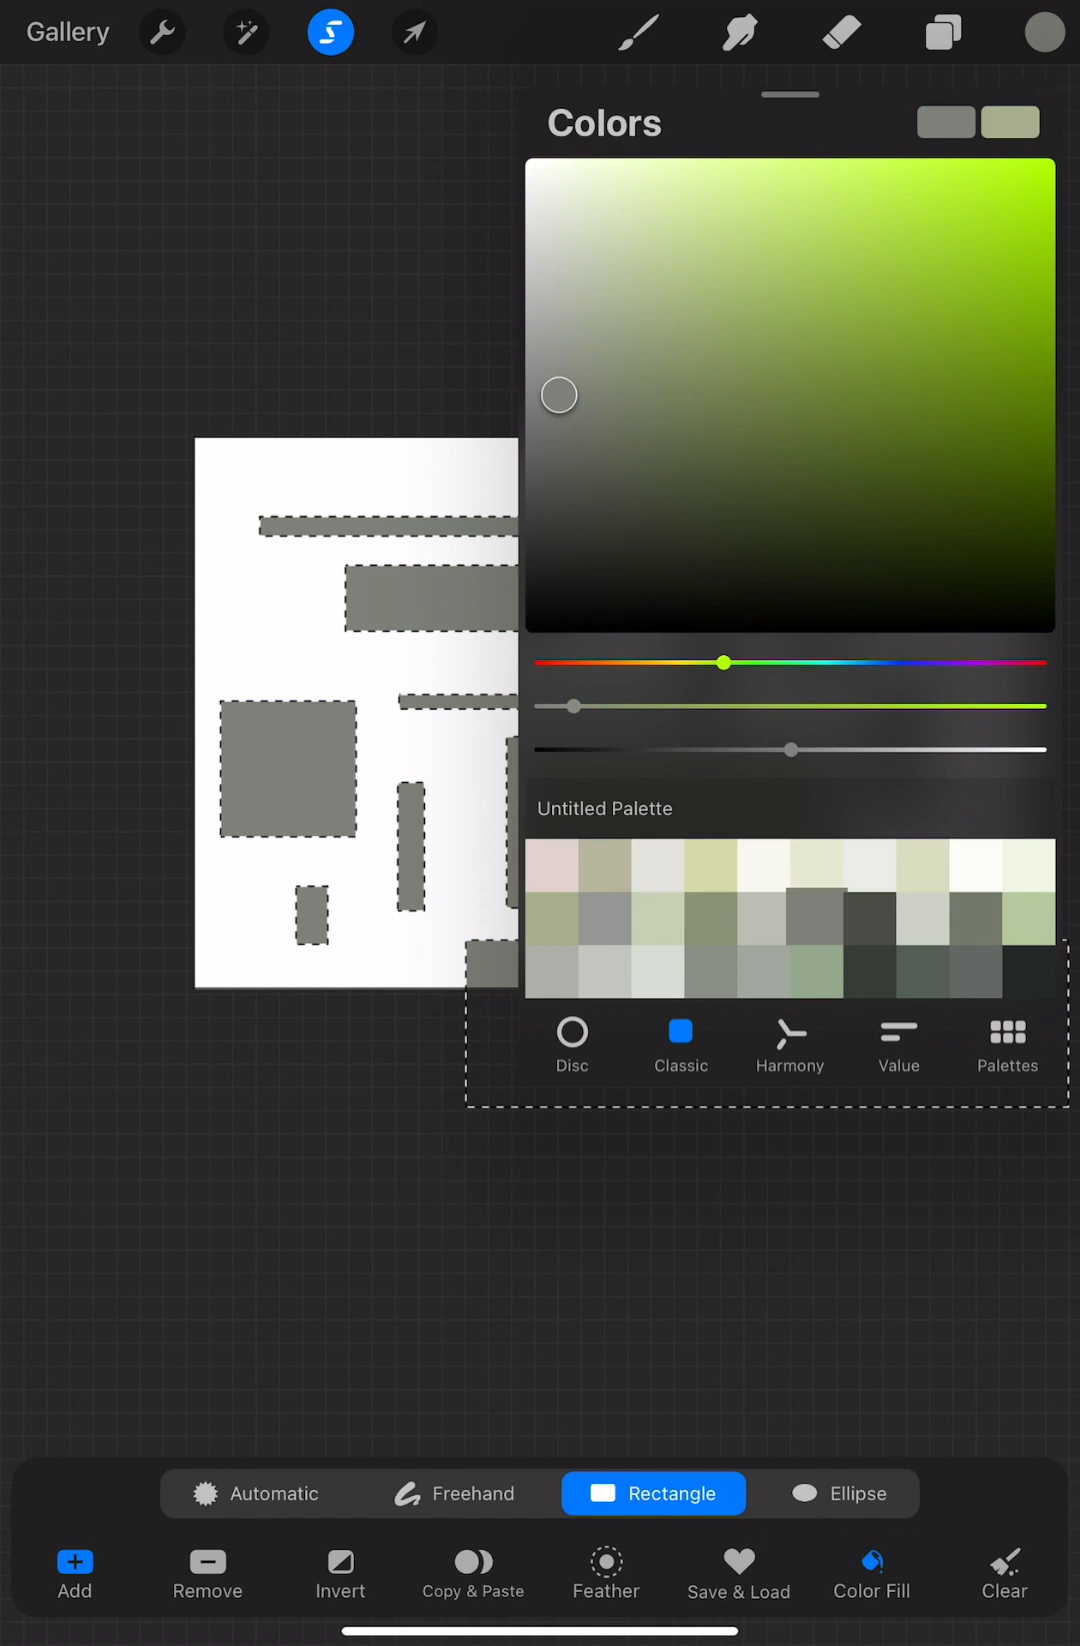 Gallery
Colors
Untitled Palette
Disc Classic Harmony Value Palettes
Automatic Freehand Rectangle Ellipse
Add Remove Invert Copy & Paste Feather Save & Load Color Fill Clear